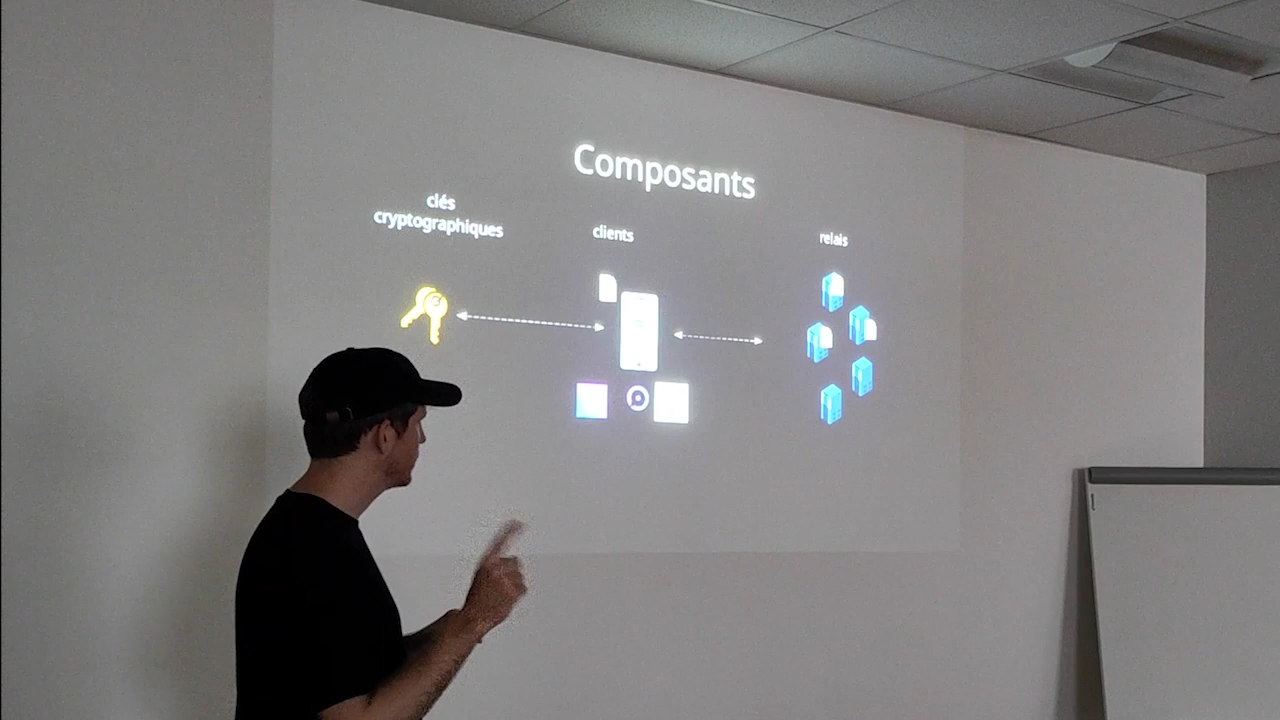 Composants
clés
cryptographiques
clients
relais